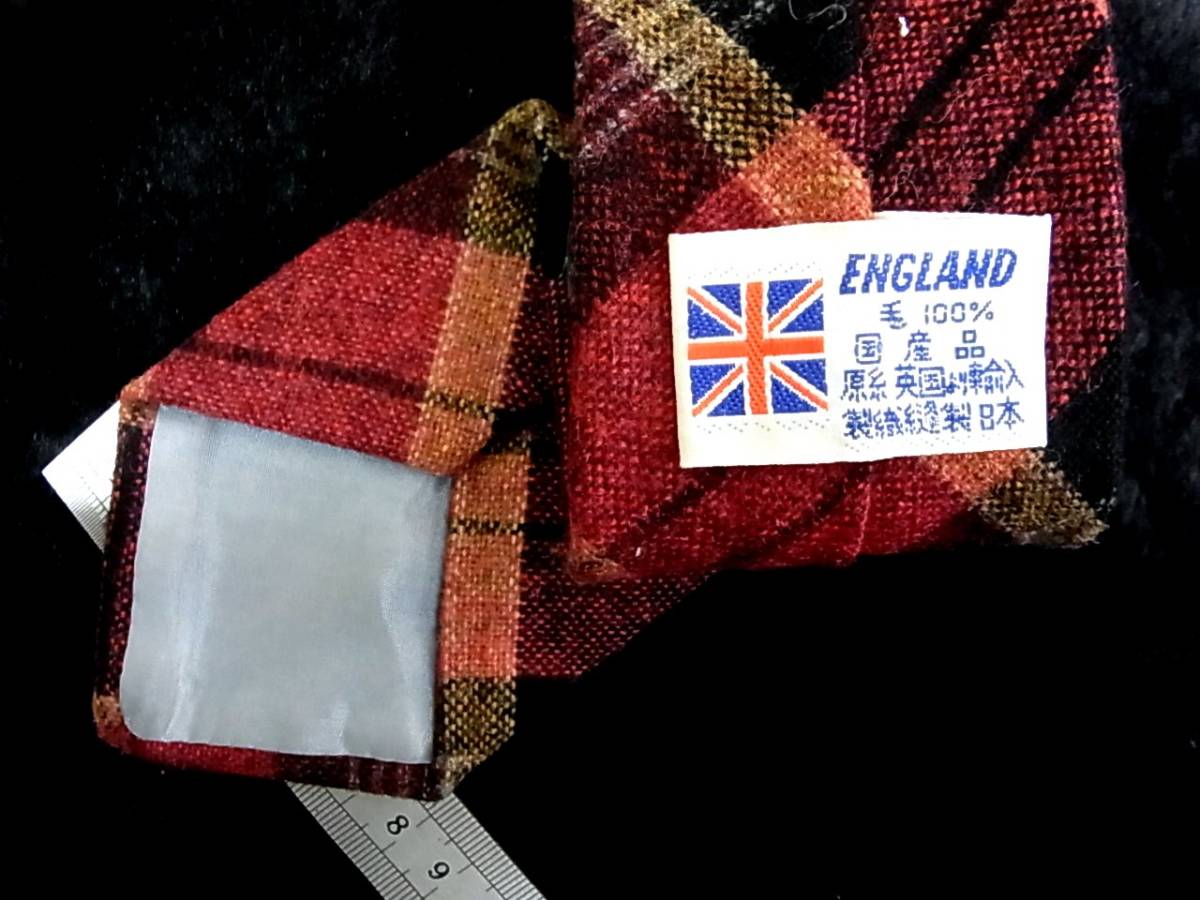 ENGLAND
毛 100%
国産品
原糸英国より輸入
製織縫製日本
8
9